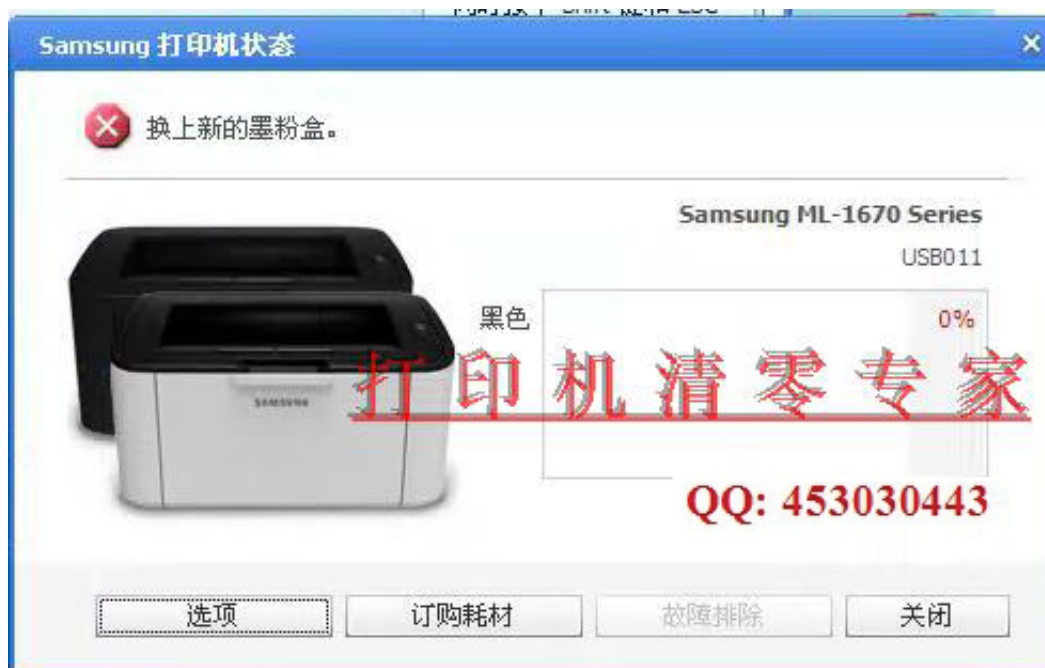 Samsung 打印机状态
换上新的墨粉盒。
Samsung ML-1670 Series
USB011
黑色
0%
打印机清零专家
SAMSUNG
QQ: 453030443
选项
订购耗材
故障排除
关闭